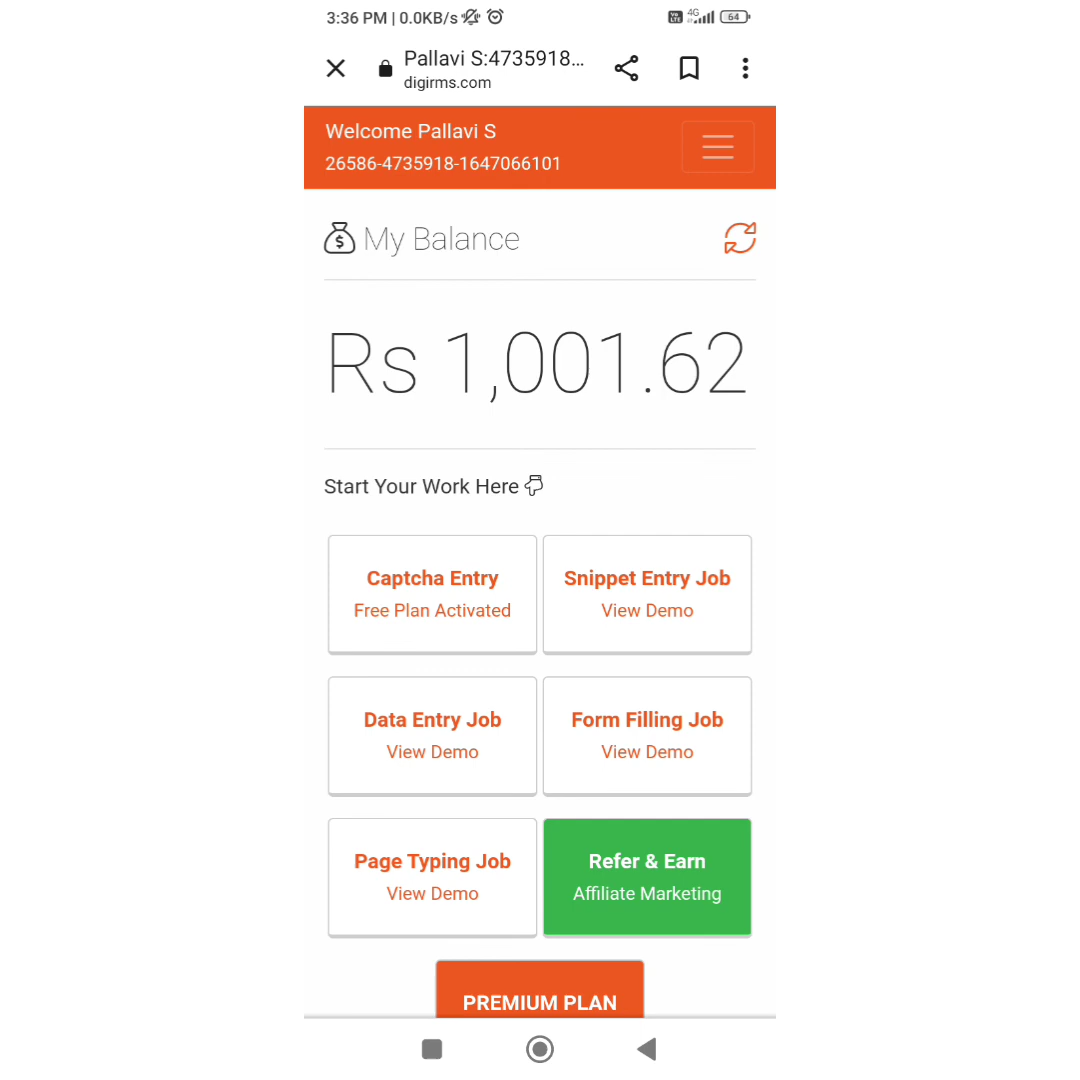 3:36 PM | 0.0KB/s
4G
64
Pallavi S:4735918...
digirms.com
Welcome Pallavi S
26586-4735918-1647066101
My Balance
Rs 1,001.62
Start Your Work Here
Captcha Entry
Free Plan Activated
Snippet Entry Job
View Demo
Data Entry Job
View Demo
Form Filling Job
View Demo
Page Typing Job
View Demo
Refer & Earn
Affiliate Marketing
PREMIUM PLAN